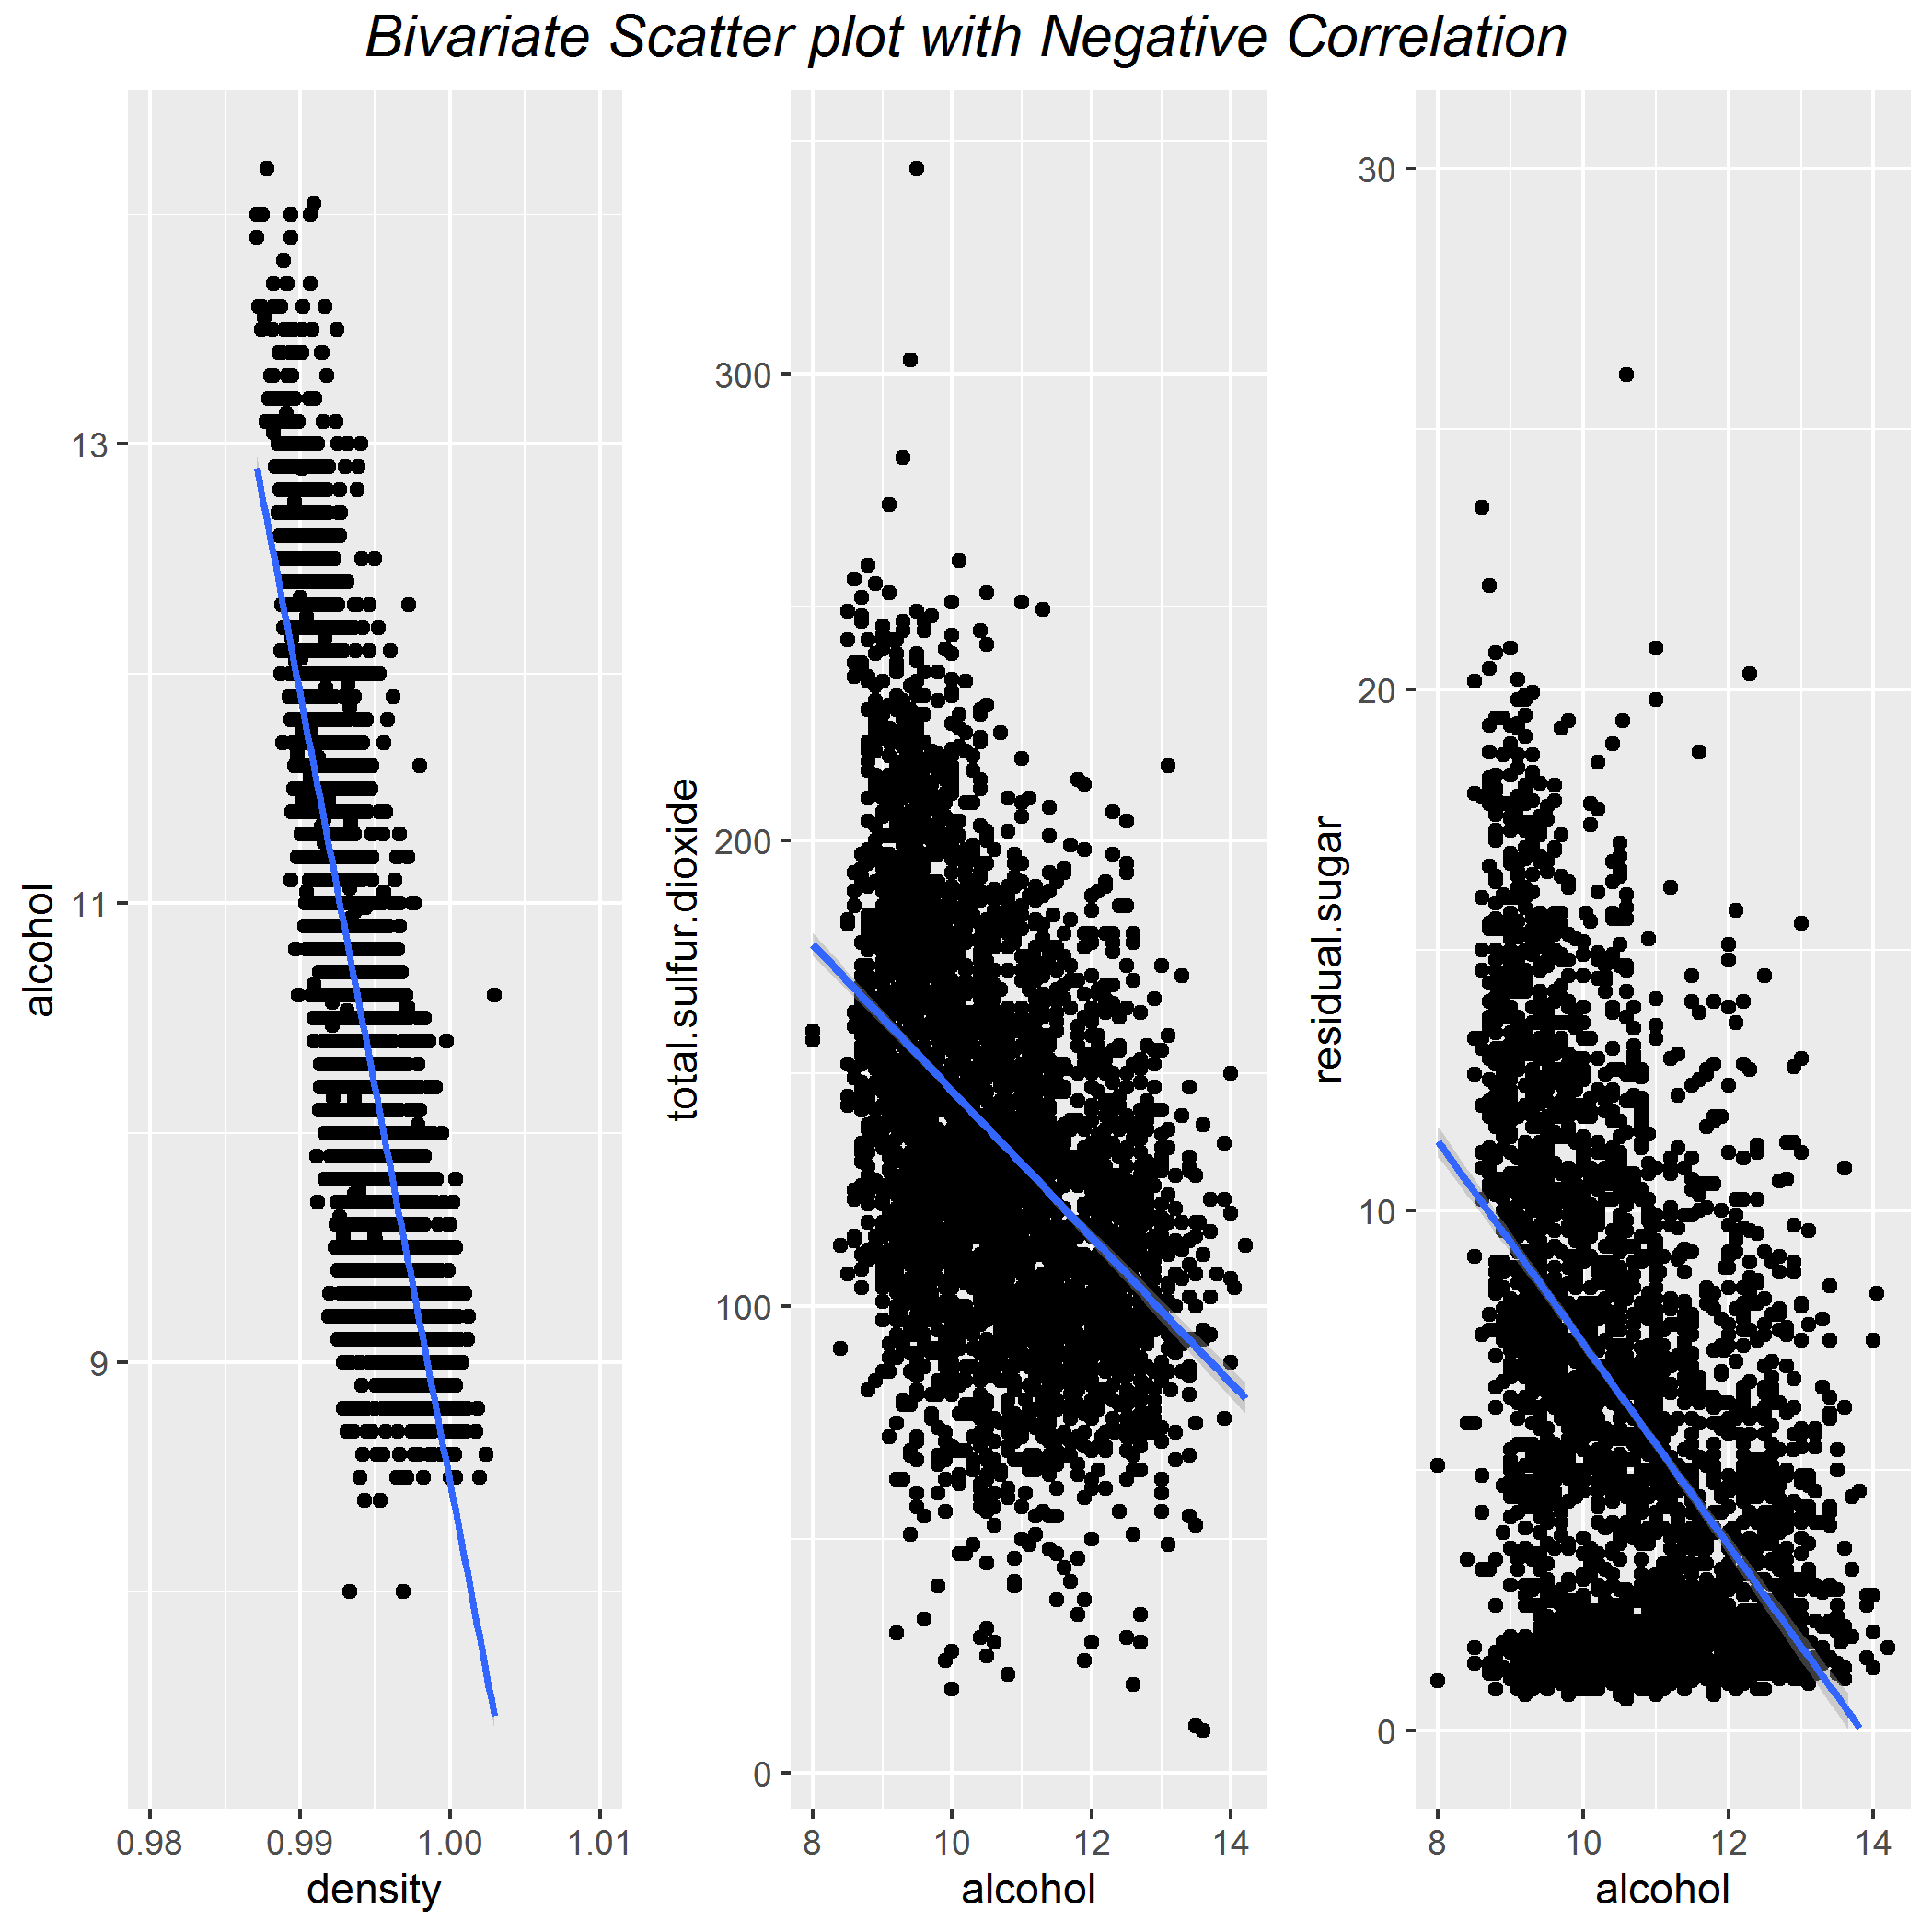 Bivariate Scatter plot with Negative Correlation
alcohol
13
11
9
0.98 0.99 1.00 1.01
density
total.sulfur.dioxide
300
200
100
0
8 10 12 14
alcohol
residual.sugar
30
20
10
0
8 10 12 14
alcohol